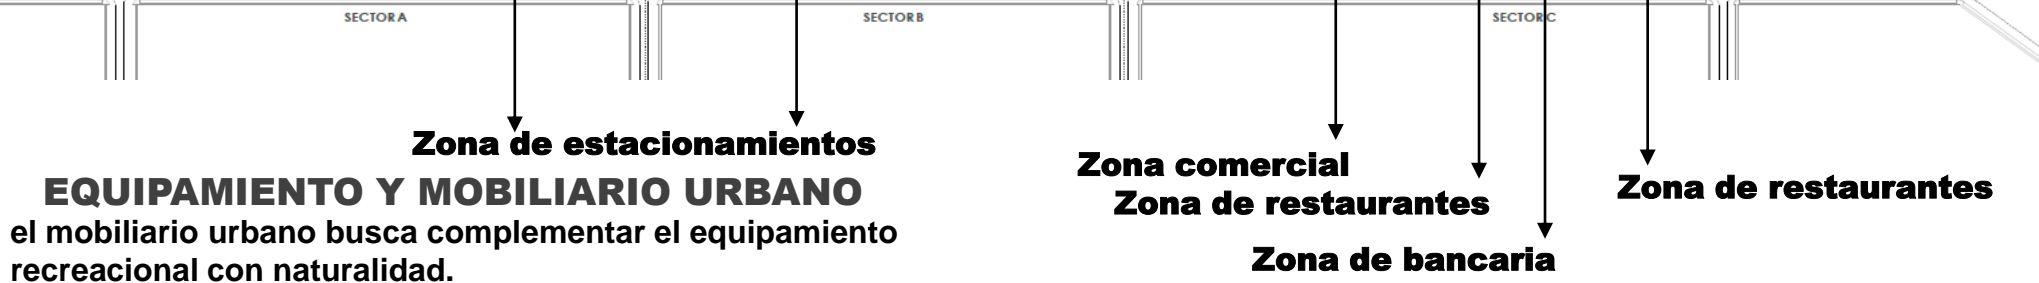 SECTOR A
SECTOR B
SECTOR C
Zona de estacionamientos
Zona comercial
Zona de restaurantes
Zona de restaurantes
Zona de bancaria
EQUIPAMIENTO Y MOBILIARIO URBANO
el mobiliario urbano busca complementar el equipamiento
recreacional con naturalidad.